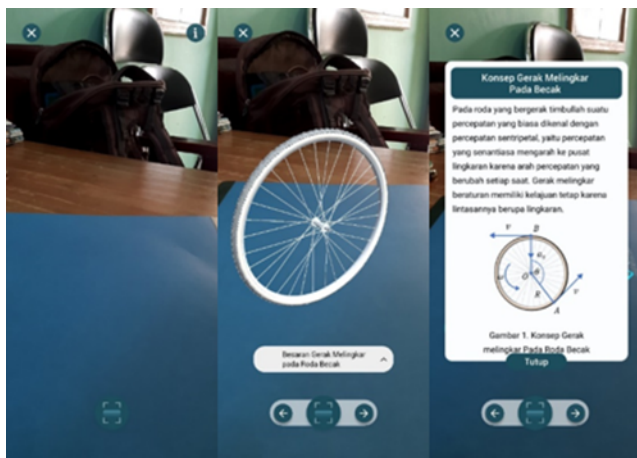 i
Besaran Gerak Melingkar
pada Roda Becak
Konsep Gerak Melingkar
Pada Becak
Pada roda yang bergerak timbullah suatu
percepatan yang biasa dikenal dengan
percepatan sentripetal, yaitu percepatan
yang senantiasa mengarah ke pusat
lingkaran karena arah percepatan yang
berubah setiap saat. Gerak melingkar
beraturan memiliki kelajuan tetap karena
lintasannya berupa lingkaran.
v B
O
R v
A
Gambar 1. Konsep Gerak
melingkar Pada Roda Becak
Tutup